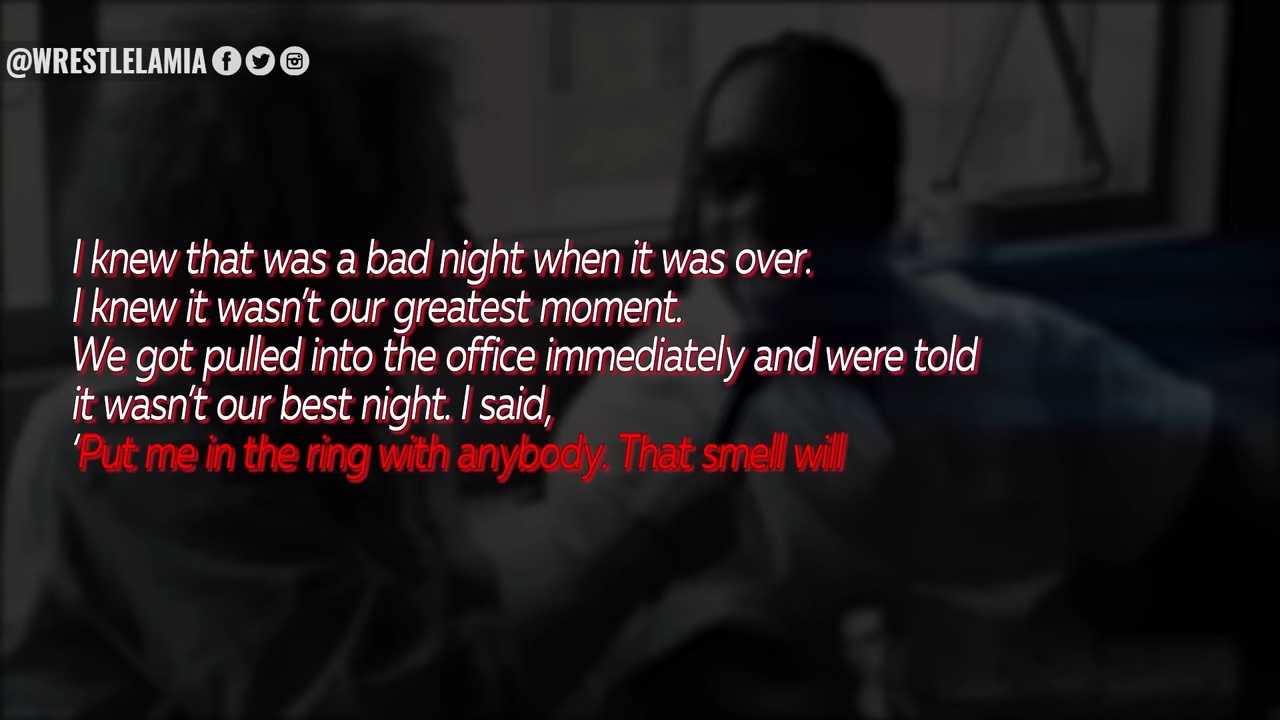 @WRESTLELAMIA
I knew that was a bad night when it was over.
I knew it wasn't our greatest moment.
We got pulled into the office immediately and were told
it wasn't our best night. I said,
'Put me in the ring with anybody. That smell will